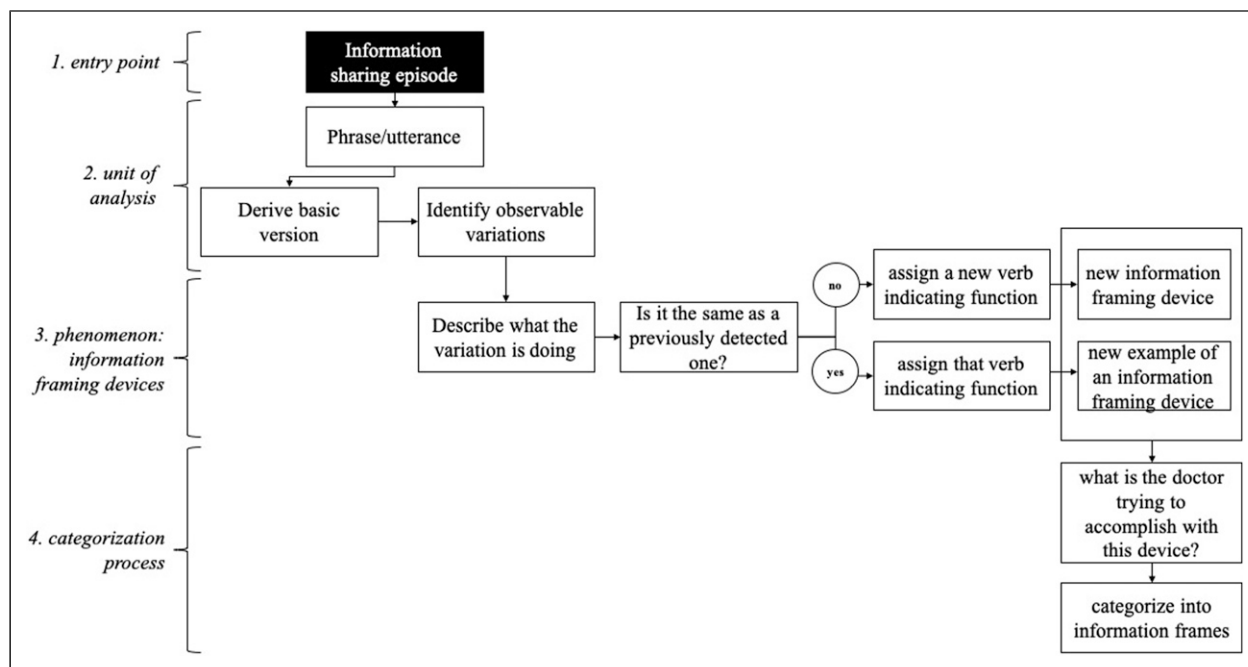 1. entry point
Information
sharing episode
2. unit of
analysis
Phrase/utterance
Derive basic
version
Identify observable
variations
3. phenomenon:
information
framing devices
Describe what the
variation is doing
Is it the same as a
previously detected
one?
no
assign a new verb
indicating function
new information
framing device
yes
assign that verb
indicating function
new example of
an information
framing device
4. categorization
process
what is the doctor
trying to
accomplish with
this device?
categorize into
information frames